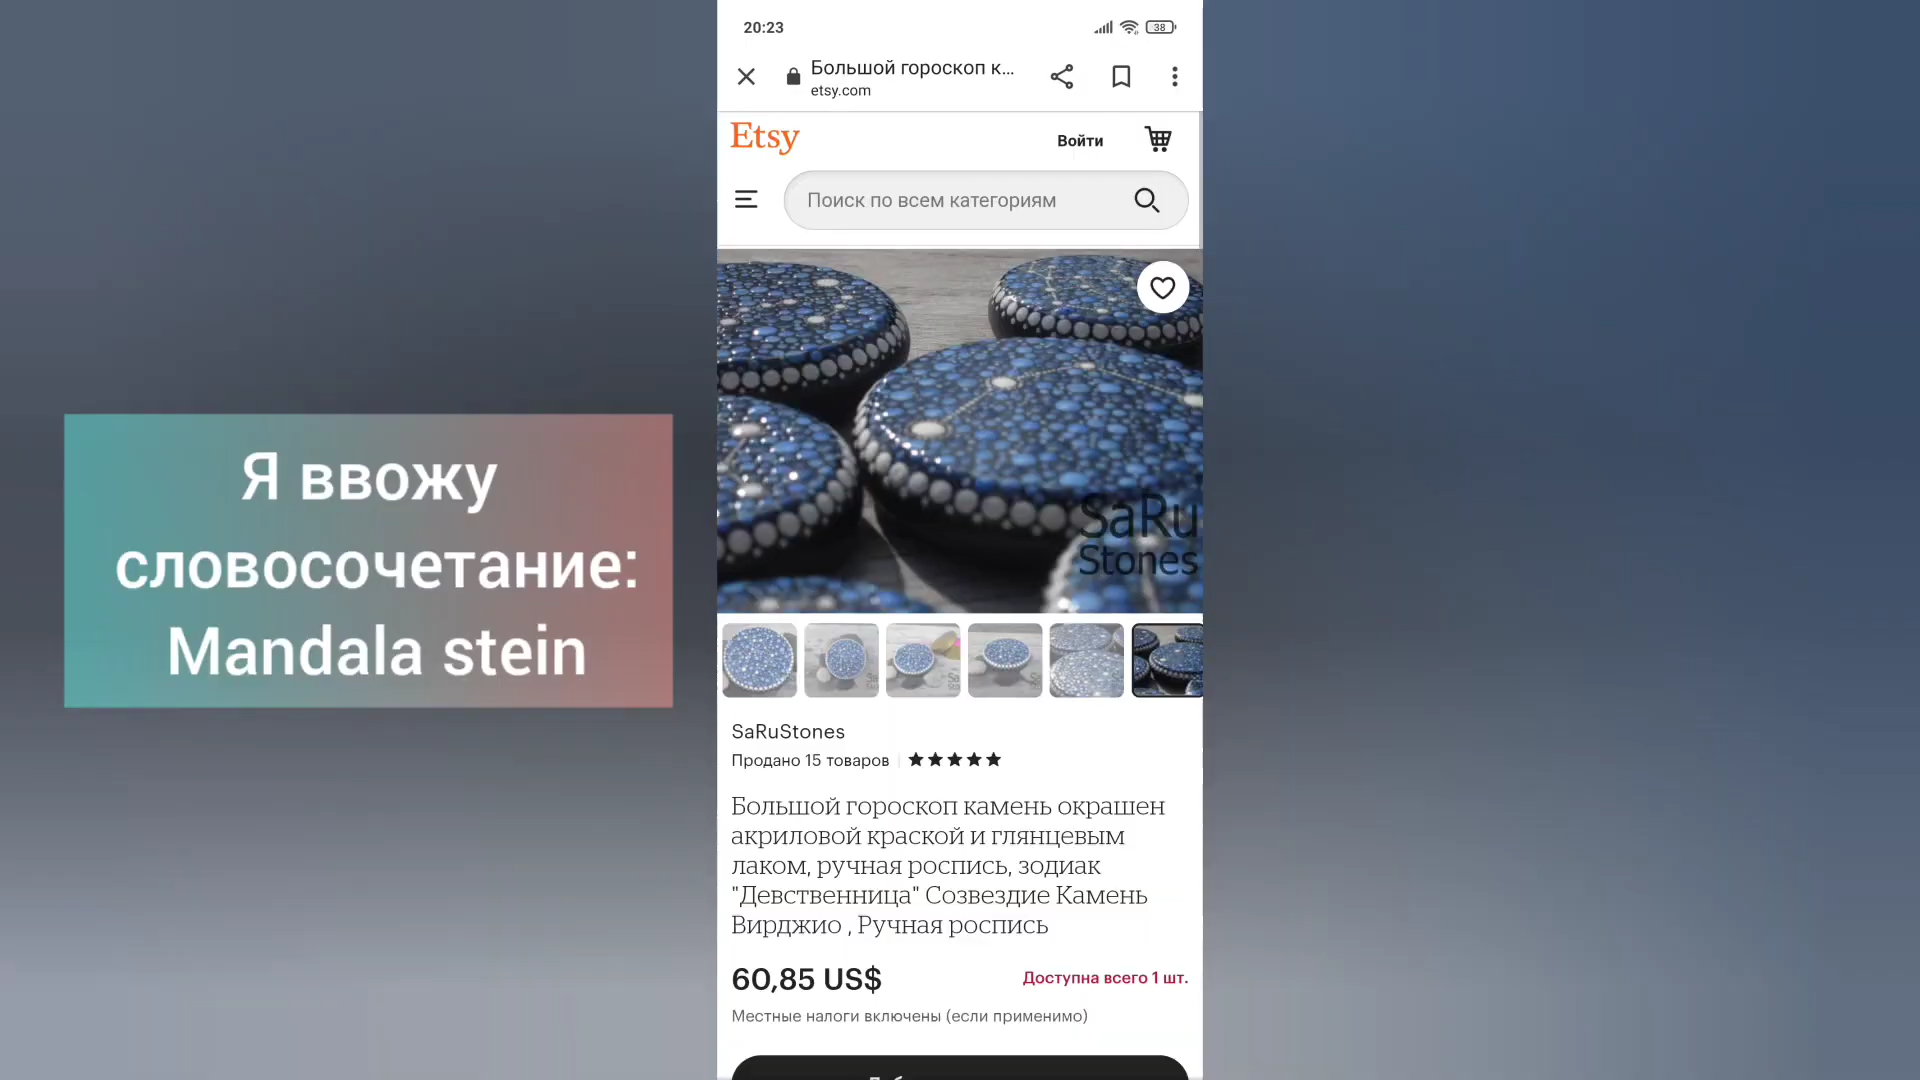 20:23
38
Большой гороскоп к...
etsy.com
Etsy
Войти
Поиск по всем категориям
SaRu
Stones
Я ввожу
словосочетание:
Mandala stein
SaRuStones
Продано 15 товаров
Большой гороскоп камень окрашен
акриловой краской и глянцевым
лаком, ручная роспись, зодиак
"Девственница" Созвездие Камень
Вирджио , Ручная роспись
60,85 US$
Доступна всего 1 шт.
Местные налоги включены (если применимо)